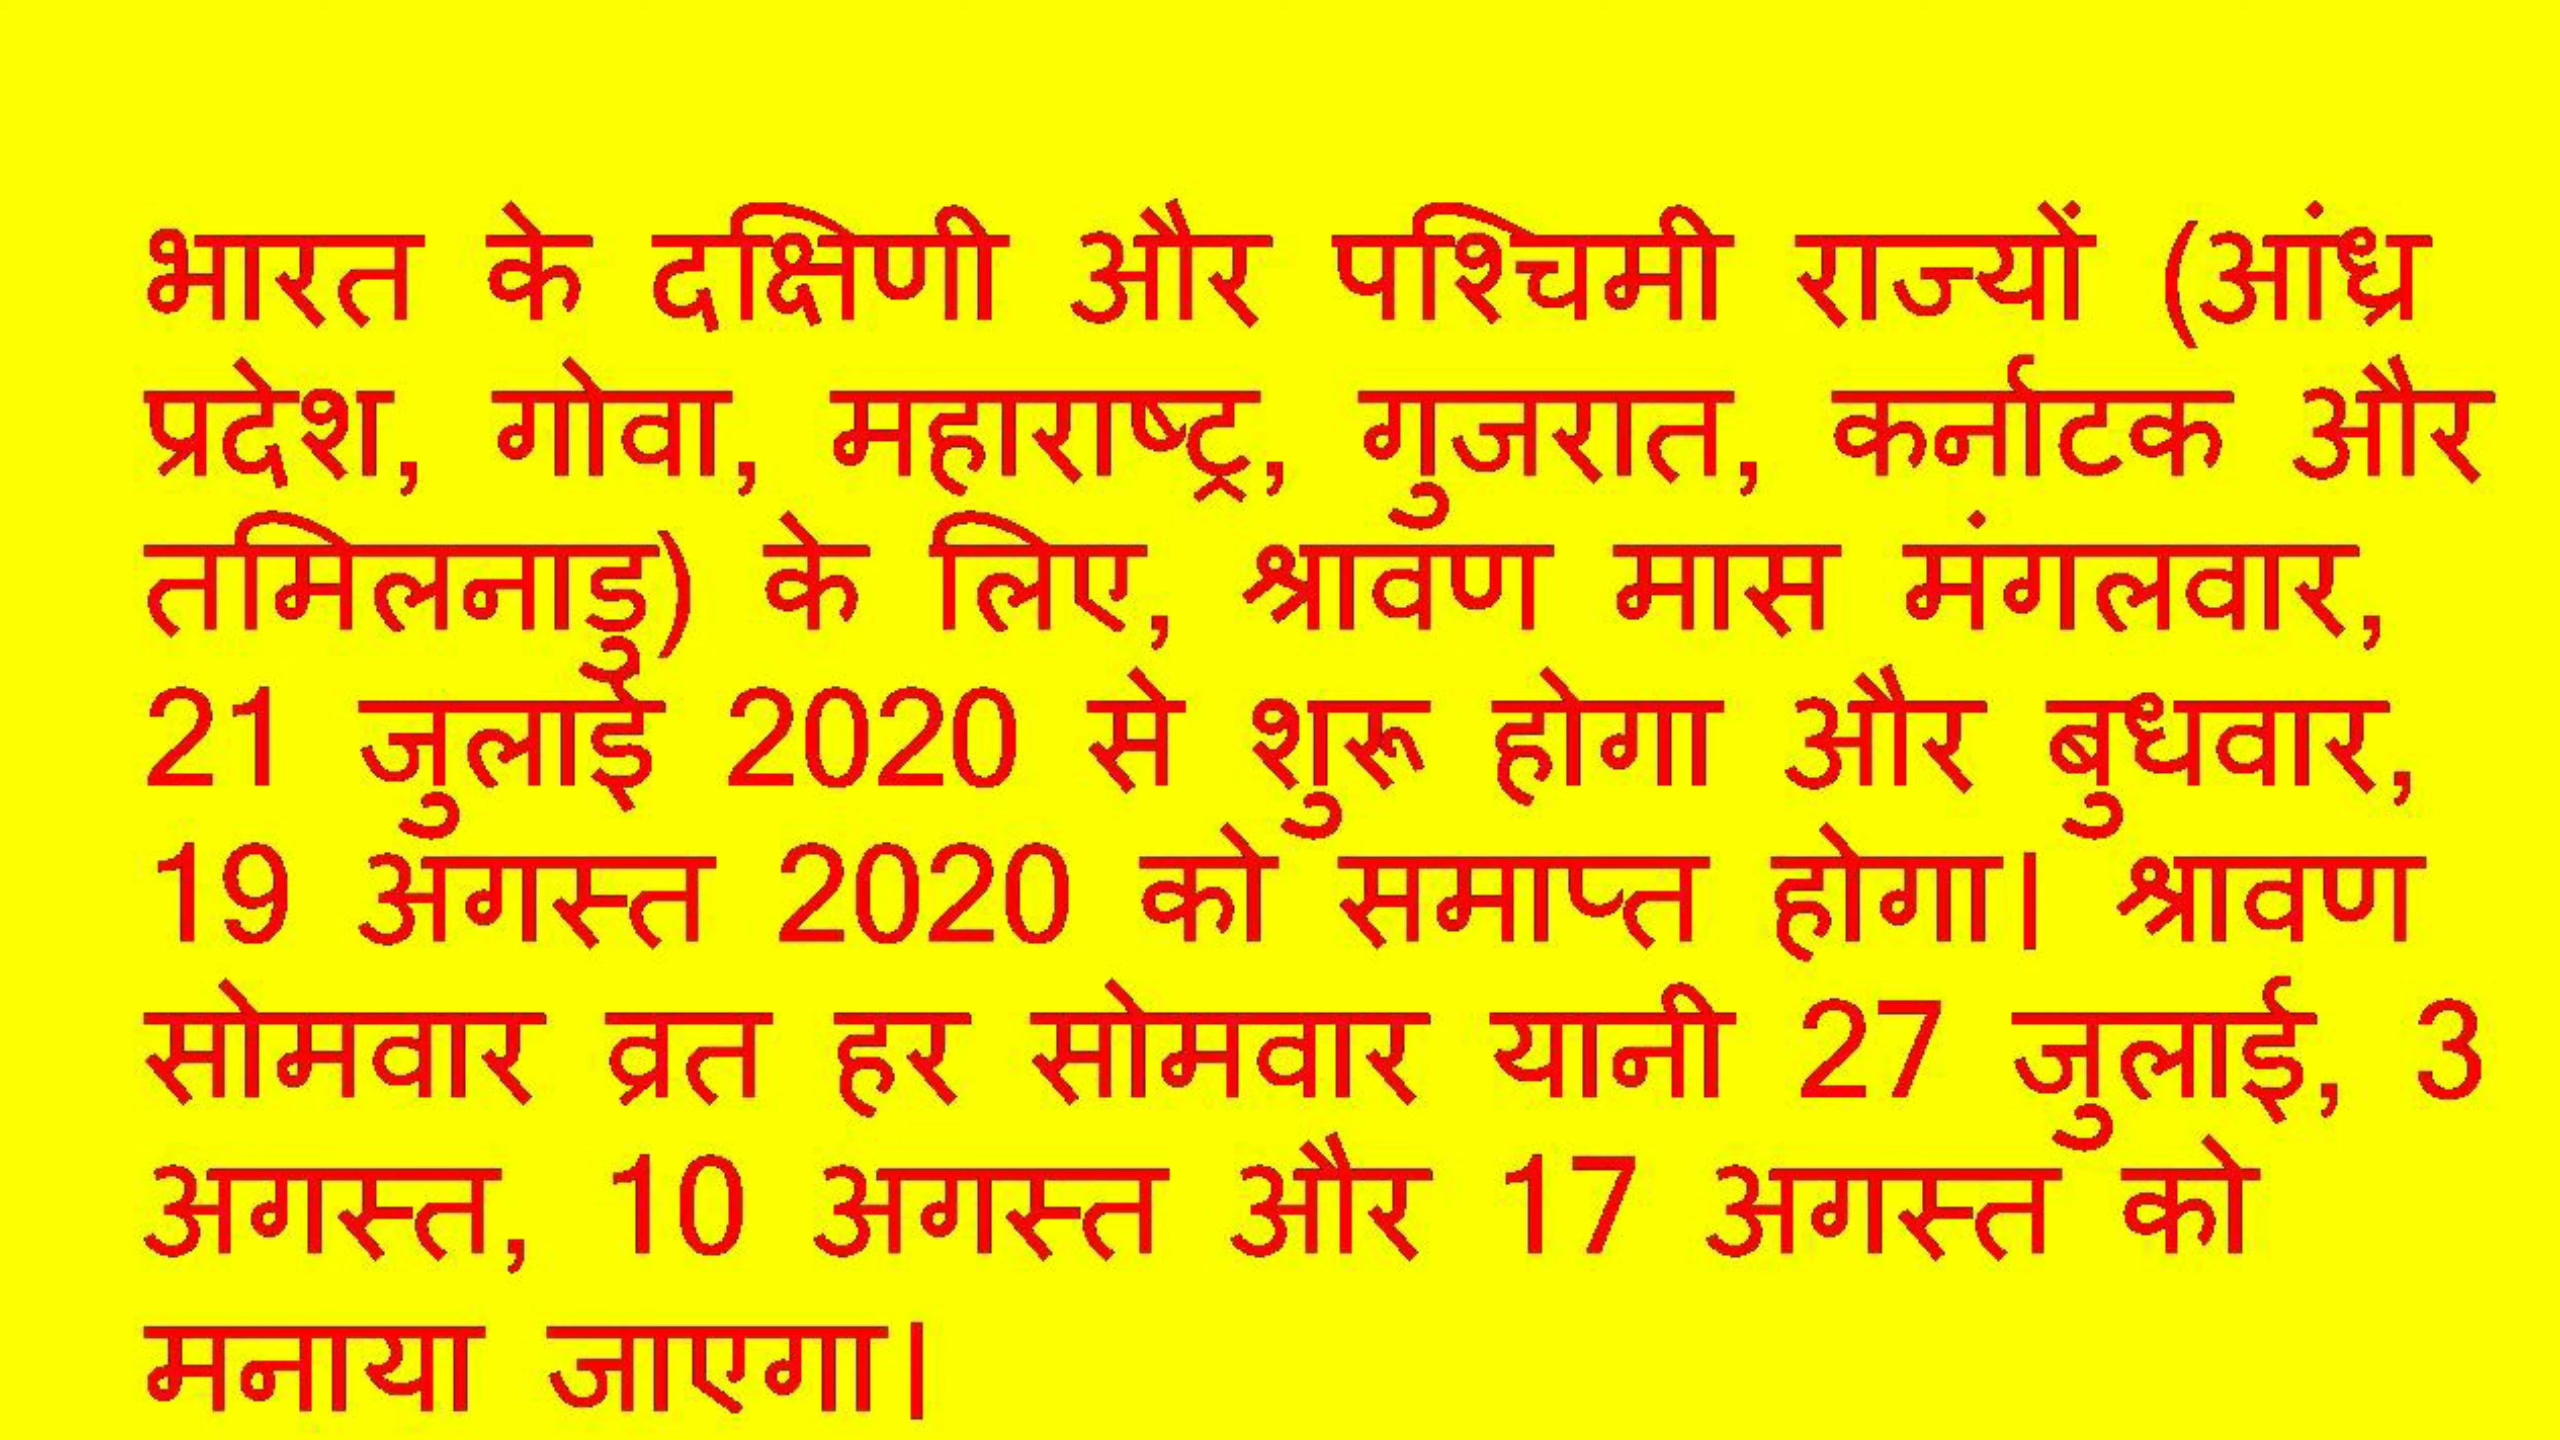 भारत के दक्षिणी और पश्चिमी राज्यों (आंध्र
प्रदेश, गोवा, महाराष्ट्र, गुजरात, कर्नाटक और
तमिलनाडु) के लिए, श्रावण मास मंगलवार,
21 जुलाई 2020 से शुरू होगा और बुधवार,
19 अगस्त 2020 को समाप्त होगा। श्रावण
सोमवार व्रत हर सोमवार यानी 27 जुलाई, 3
अगस्त, 10 अगस्त और 17 अगस्त को
मनाया जाएगा।